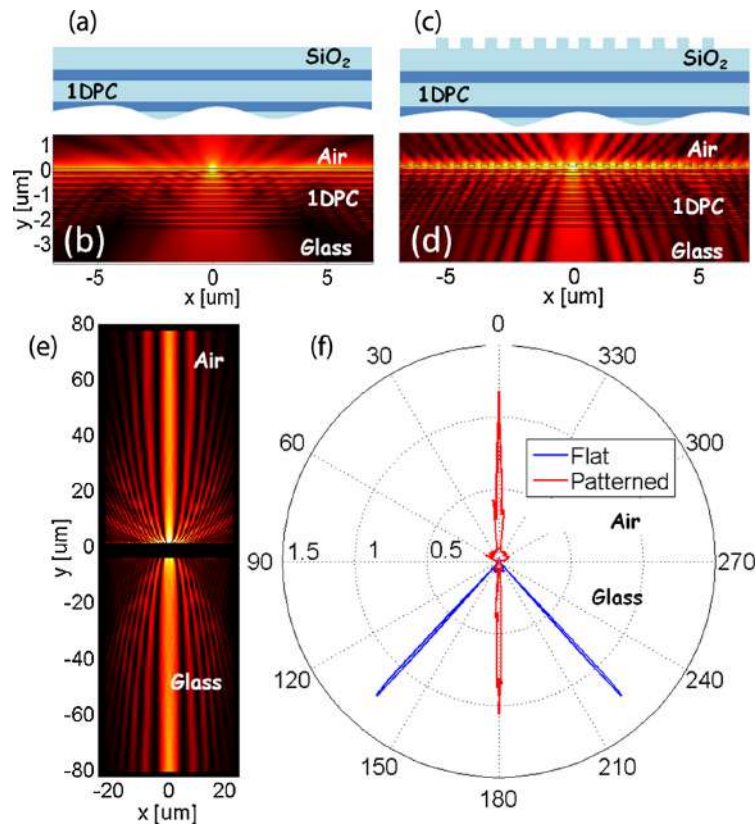 (a)
SiO2
1DPC
(c)
SiO2
1DPC
y [um]
1
0
-1
-2
-3
Air
1DPC
Glass
(b)
-5 0 5
x [um]
Air
1DPC
Glass
(d)
-5 0 5
x [um]
(e)
y [um]
80
60
40
20
0
-20
-40
-60
-80
Air
Glass
-20 0 20
x [um]
(f)
0
330
300
270
240
210
180
150
120
90
60
30
1.5 1 0.5
Flat
Patterned
Air
Glass